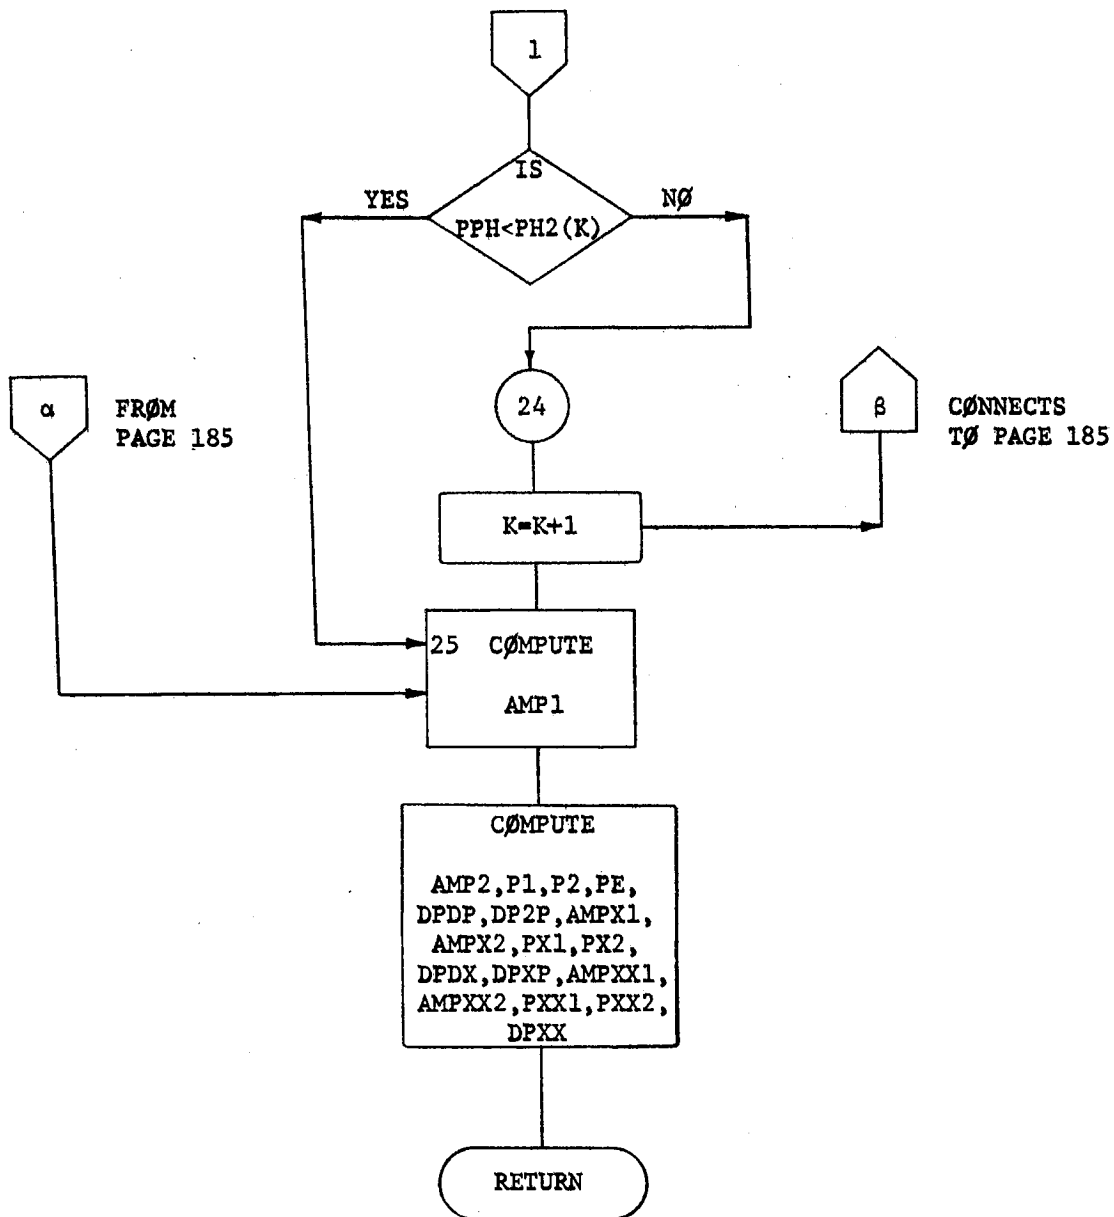 1
IS
YES
NØ
PPH<PH2(K)
α
FRØM
PAGE 185
24
β
CØNNECTS
TØ PAGE 185
K=K+1
25 CØMPUTE
AMP1
CØMPUTE
AMP2,P1,P2,PE,
DPDP,DP2P,AMPX1,
AMPX2,PX1,PX2,
DPDX,DPXP,AMPXX1,
AMPXX2,PXX1,PXX2,
DPXX
RETURN